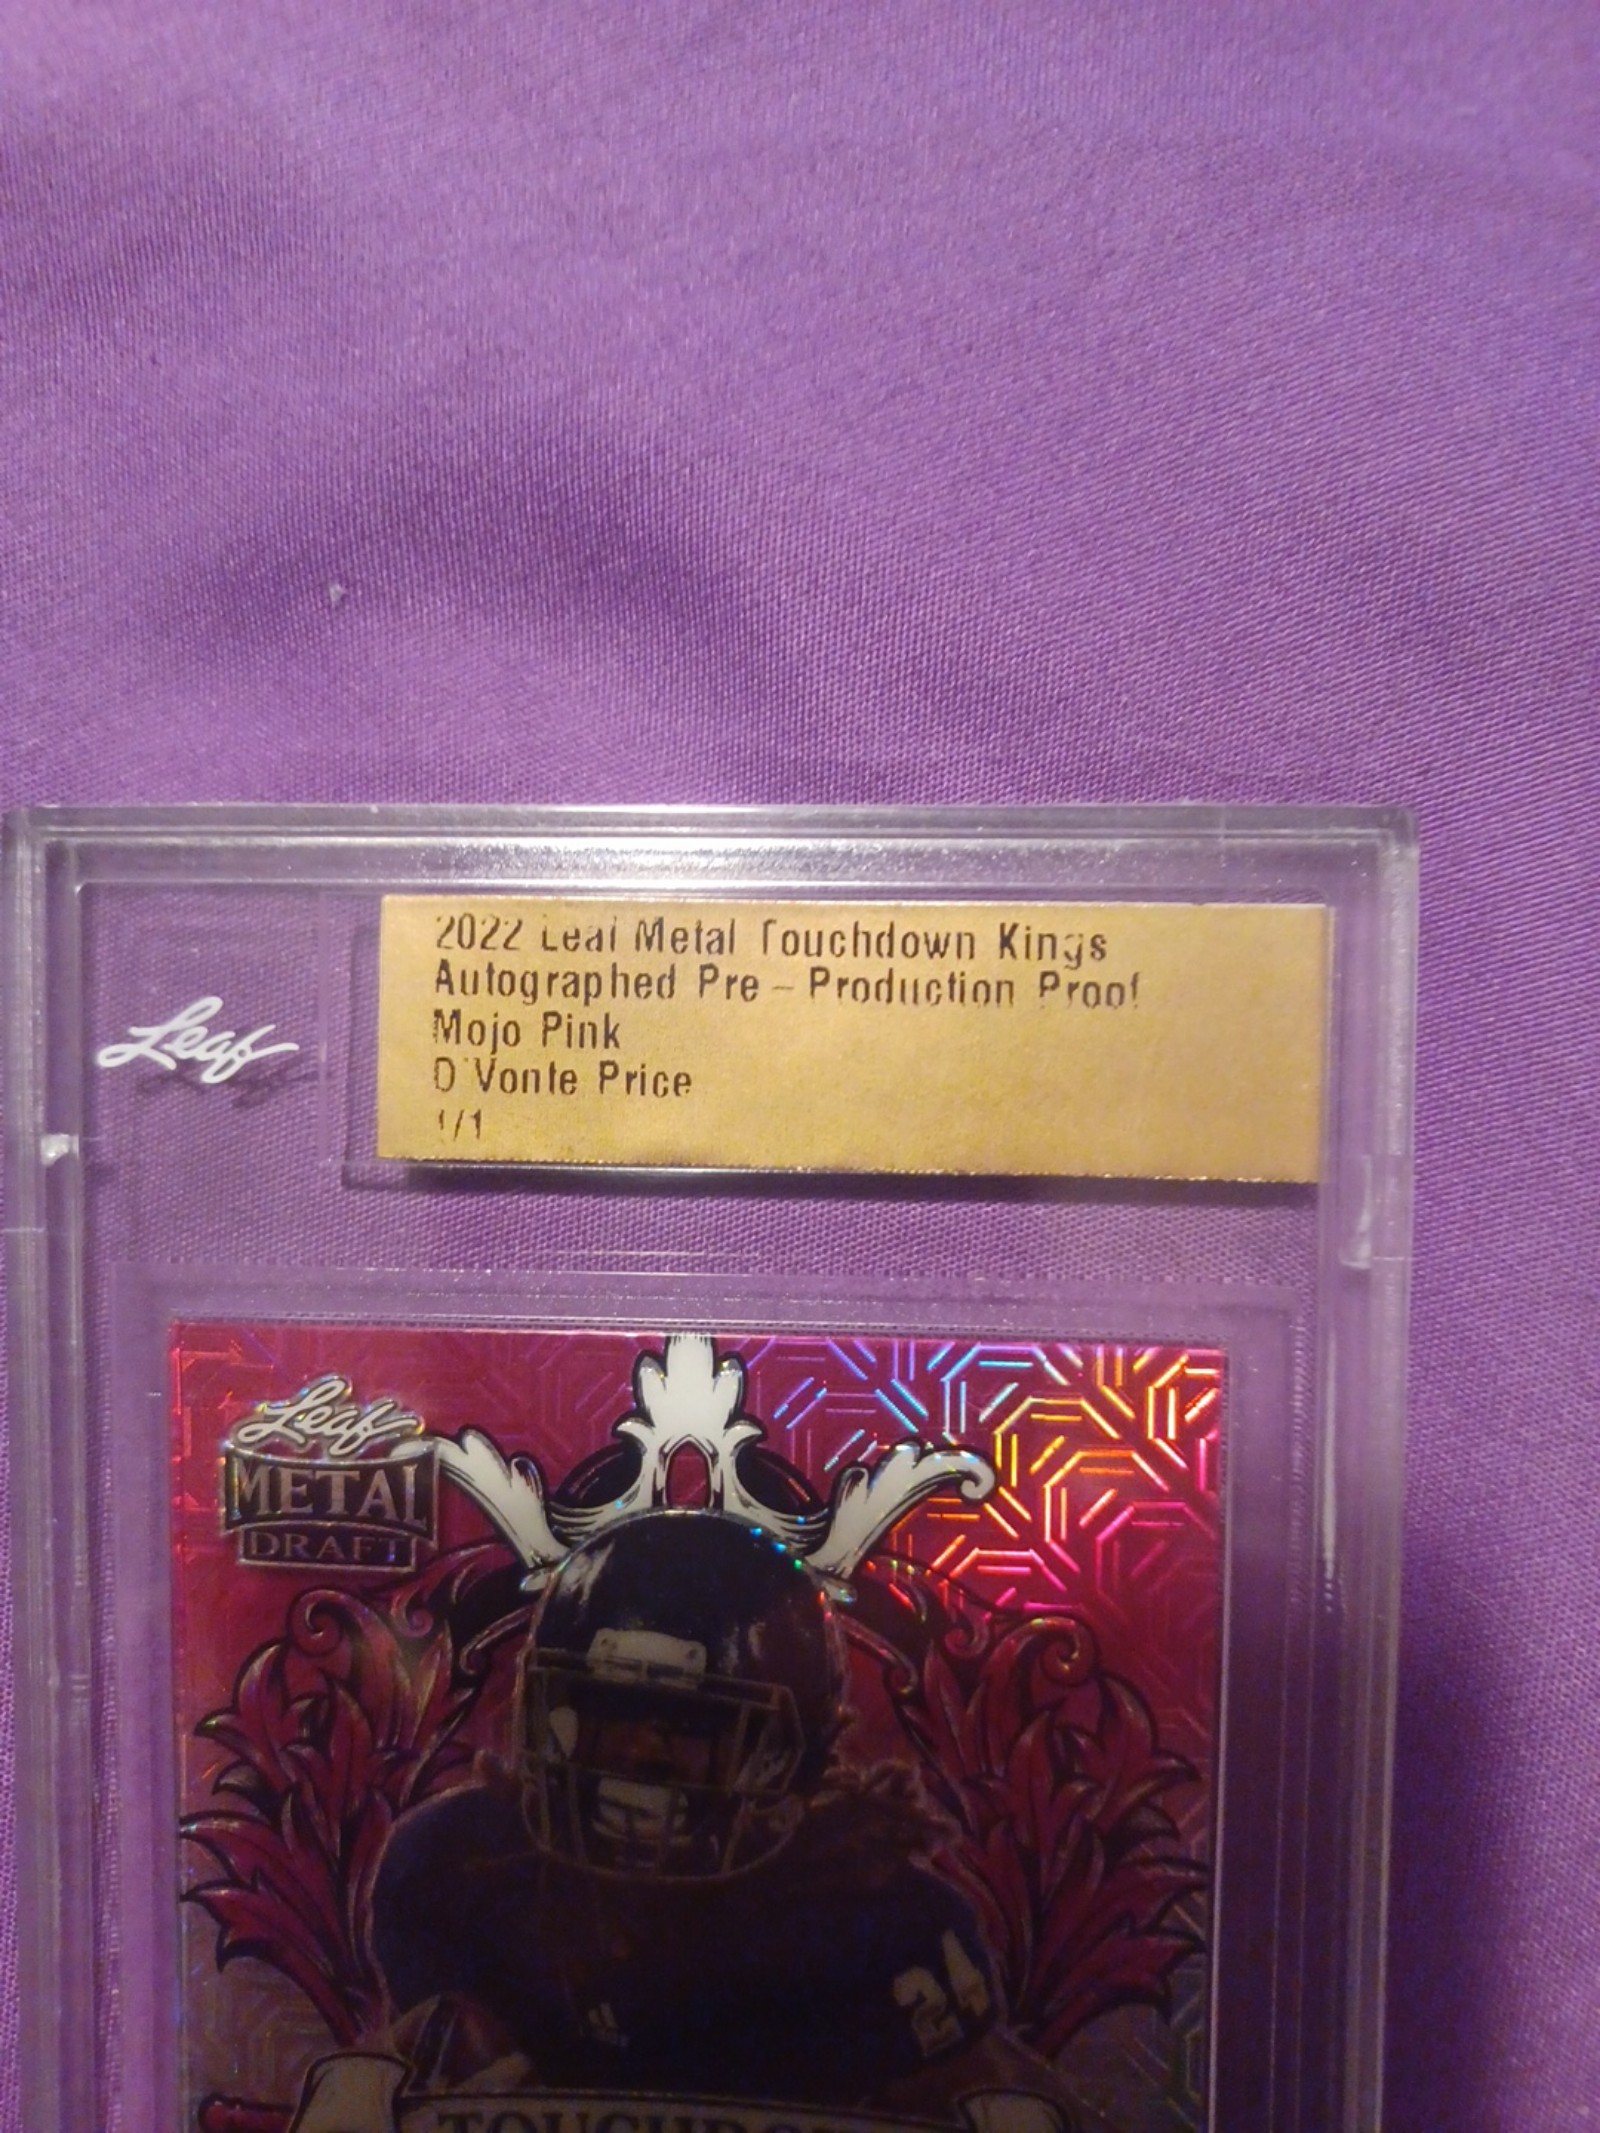 2022 Leaf Metal Touchdown Kings
Autographed Pre-Production Proof
Mojo Pink
D'Vonte Price
1/1
Leaf
Leaf
METAL
DRAFT
24